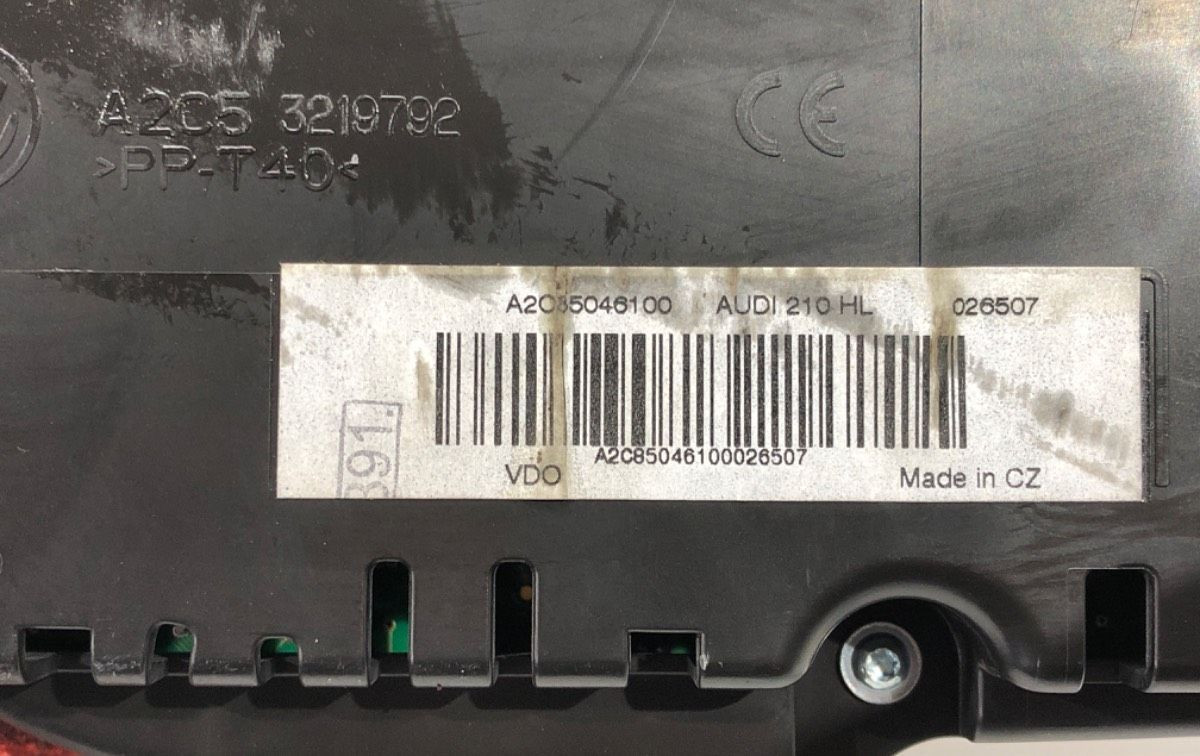 A2C5 3219792
>PP-T40<
CE
A2C85046100 AUDI 210 HL 026507
A2C85046100026507
VDO
Made in CZ
391